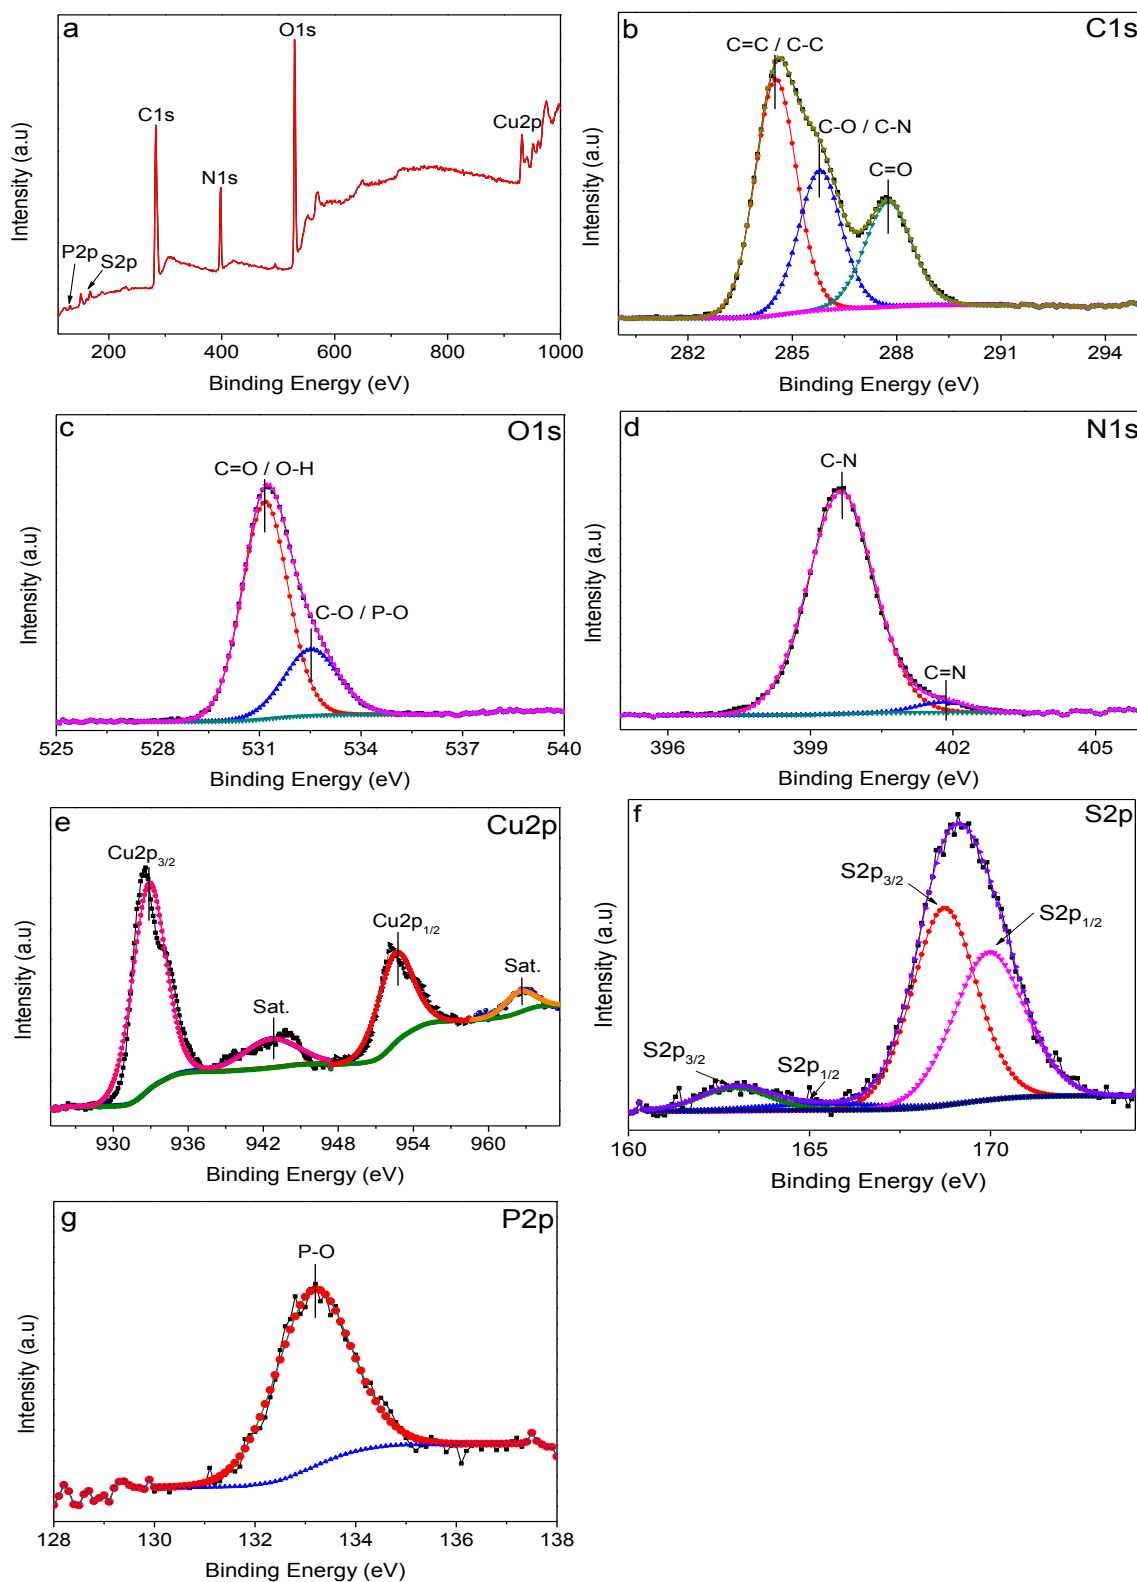 a
O1s
C1s
Cu2p
N1s
P2p
S2p
Intensity (a.u)
200 400 600 800 1000
Binding Energy (eV)
b
C1s
C=C / C-C
C-O / C-N
C=O
Intensity (a.u)
282 285 288 291 294
Binding Energy (eV)
c
O1s
C=O / O-H
C-O / P-O
Intensity (a.u)
525 528 531 534 537 540
Binding Energy (eV)
d
N1s
C-N
C=N
Intensity (a.u)
396 399 402 405
Binding Energy (eV)
e
Cu2p
Cu2p3/2
Cu2p1/2
Sat.
Sat.
Intensity (a.u)
930 936 942 948 954 960
Binding Energy (eV)
f
S2p
S2p3/2
S2p1/2
S2p3/2
S2p1/2
Intensity (a.u)
160 165 170
Binding Energy (eV)
g
P2p
P-O
Intensity (a.u)
128 130 132 134 136 138
Binding Energy (eV)